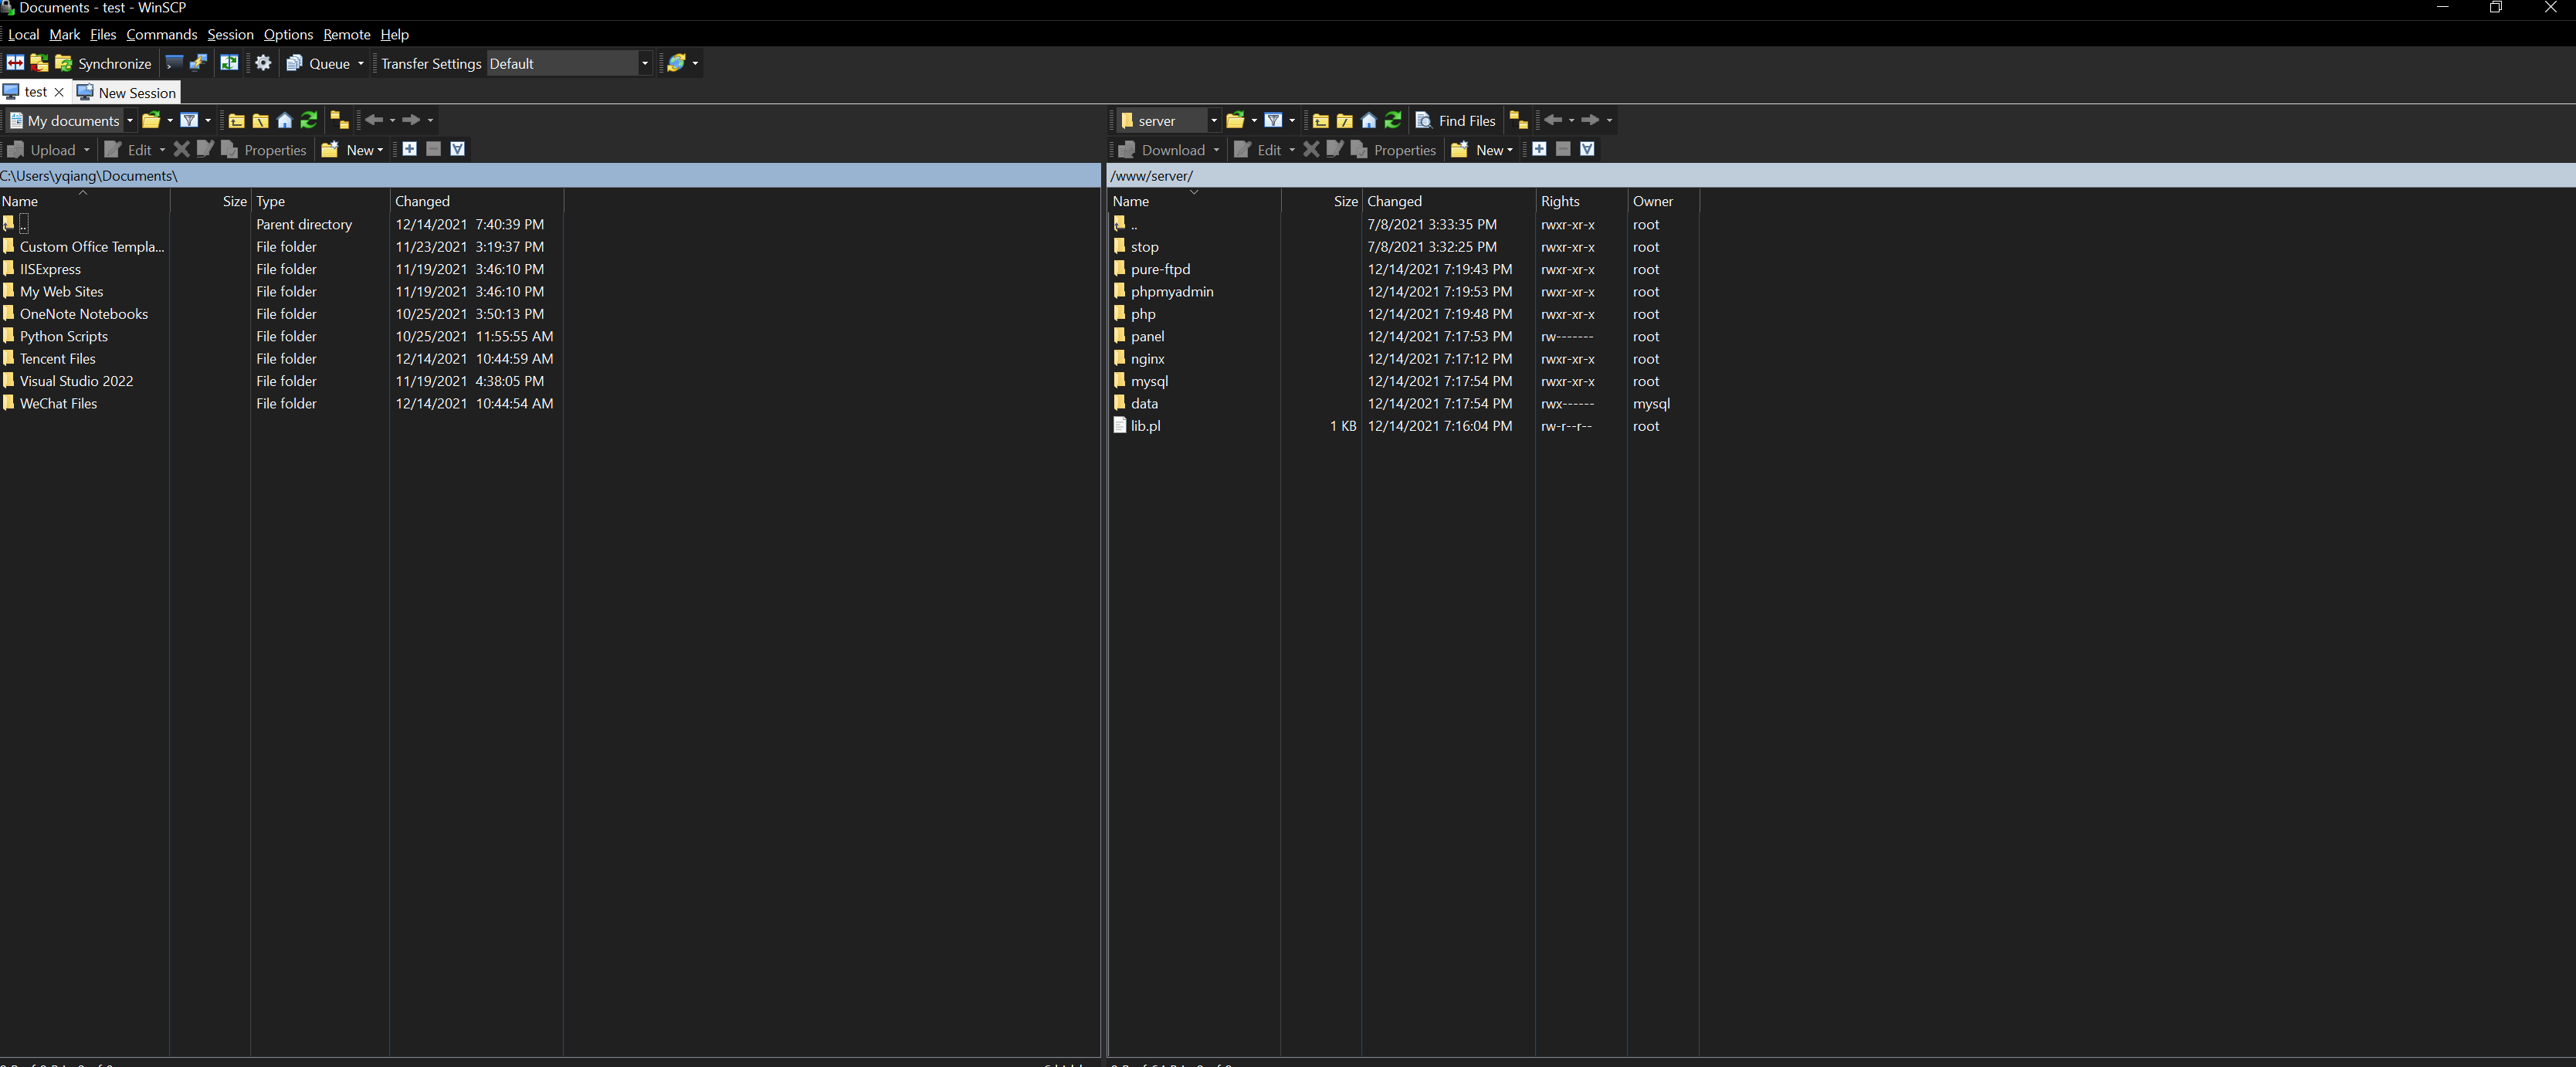 Documents - test - WinSCP
Local Mark Files Commands Session Options Remote Help
Synchronize Queue Transfer Settings Default
test New Session
My documents
Upload Edit Properties New
C:\Users\yqiang\Documents\
Name Size Type Changed
.. Parent directory 12/14/2021 7:40:39 PM
Custom Office Templa... File folder 11/23/2021 3:19:37 PM
IISExpress File folder 11/19/2021 3:46:10 PM
My Web Sites File folder 11/19/2021 3:46:10 PM
OneNote Notebooks File folder 10/25/2021 3:50:13 PM
Python Scripts File folder 10/25/2021 11:55:55 AM
Tencent Files File folder 12/14/2021 10:44:59 AM
Visual Studio 2022 File folder 11/19/2021 4:38:05 PM
WeChat Files File folder 12/14/2021 10:44:54 AM
server Find Files
Download Edit Properties New
/www/server/
Name Size Changed Rights Owner
.. 7/8/2021 3:33:35 PM rwxr-xr-x root
stop 7/8/2021 3:32:25 PM rwxr-xr-x root
pure-ftpd 12/14/2021 7:19:43 PM rwxr-xr-x root
phpmyadmin 12/14/2021 7:19:53 PM rwxr-xr-x root
php 12/14/2021 7:19:48 PM rwxr-xr-x root
panel 12/14/2021 7:17:53 PM rw------- root
nginx 12/14/2021 7:17:12 PM rwxr-xr-x root
mysql 12/14/2021 7:17:54 PM rwxr-xr-x root
data 12/14/2021 7:17:54 PM rwx------ mysql
lib.pl 1 KB 12/14/2021 7:16:04 PM rw-r--r-- root